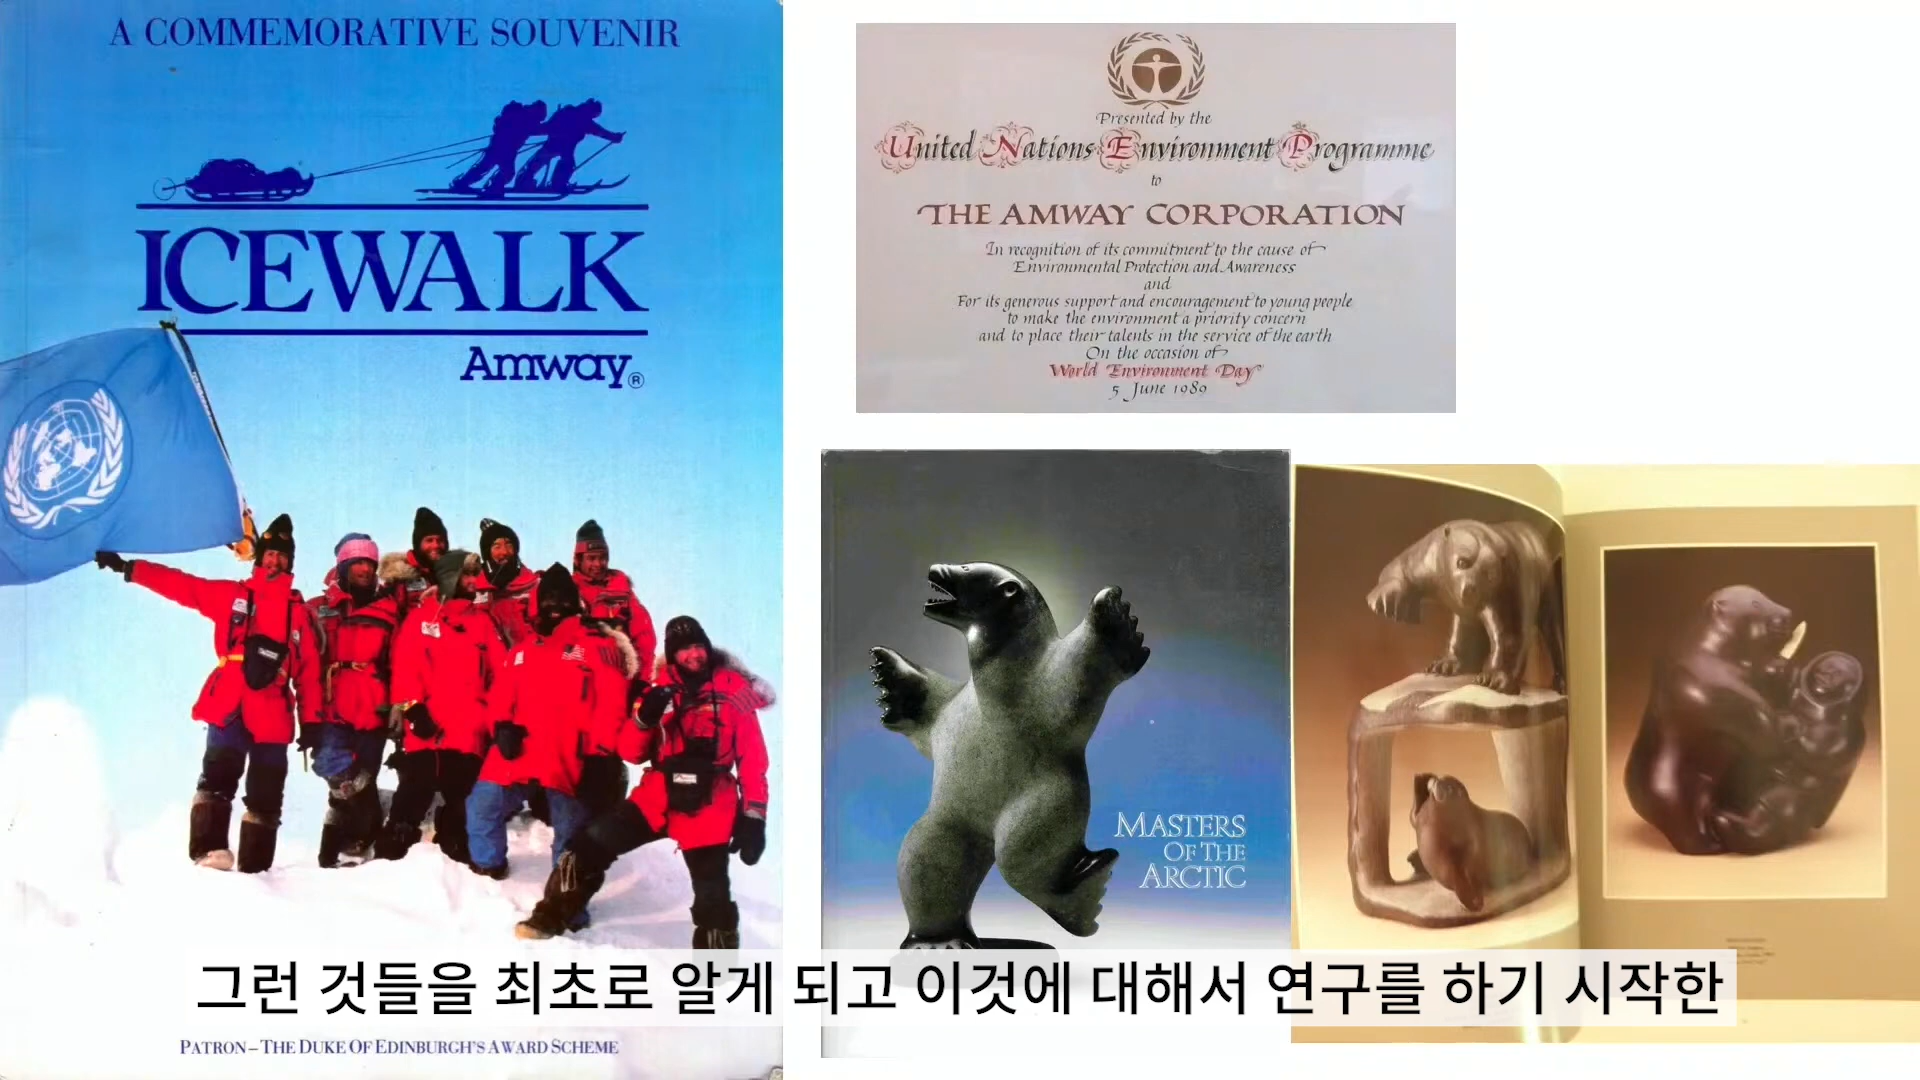 A COMMEMORATIVE SOUVENIR
ICEWALK
Amway®
PATRON – THE DUKE OF EDINBURGH'S AWARD SCHEME
Presented by the
United Nations Environment Programme
to
THE AMWAY CORPORATION
In recognition of its commitment to the cause of
Environmental Protection and Awareness
and
For its generous support and encouragement to young people
to make the environment a priority concern
and to place their talents in the service of the earth
On the occasion of
World Environment Day
5 June 1989
MASTERS
OF THE
ARCTIC
그런 것들을 최초로 알게 되고 이것에 대해서 연구를 하기 시작한